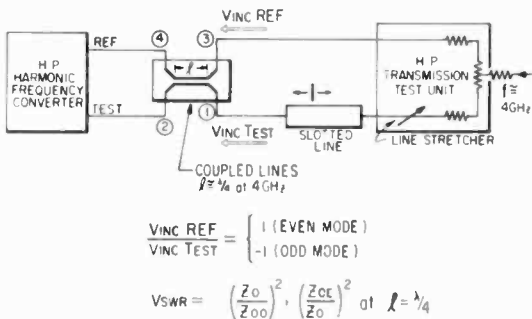 VINC REF
④ ③
REF
H P
HARMONIC
FREQUENCY
CONVERTER
ℓ
TEST
② ①
VINC TEST
SLOTTED
LINE
H.P
TRANSMISSION
TEST UNIT
f ≅
4GHz
LINE STRETCHER
COUPLED LINES
ℓ ≅ λ/4 at 4GHz
VINC REF / VINC TEST = { 1 (EVEN MODE)
-1 (ODD MODE)
VSWR = (ZO/ZOO)², (ZOE/ZO)² at ℓ = λ/4